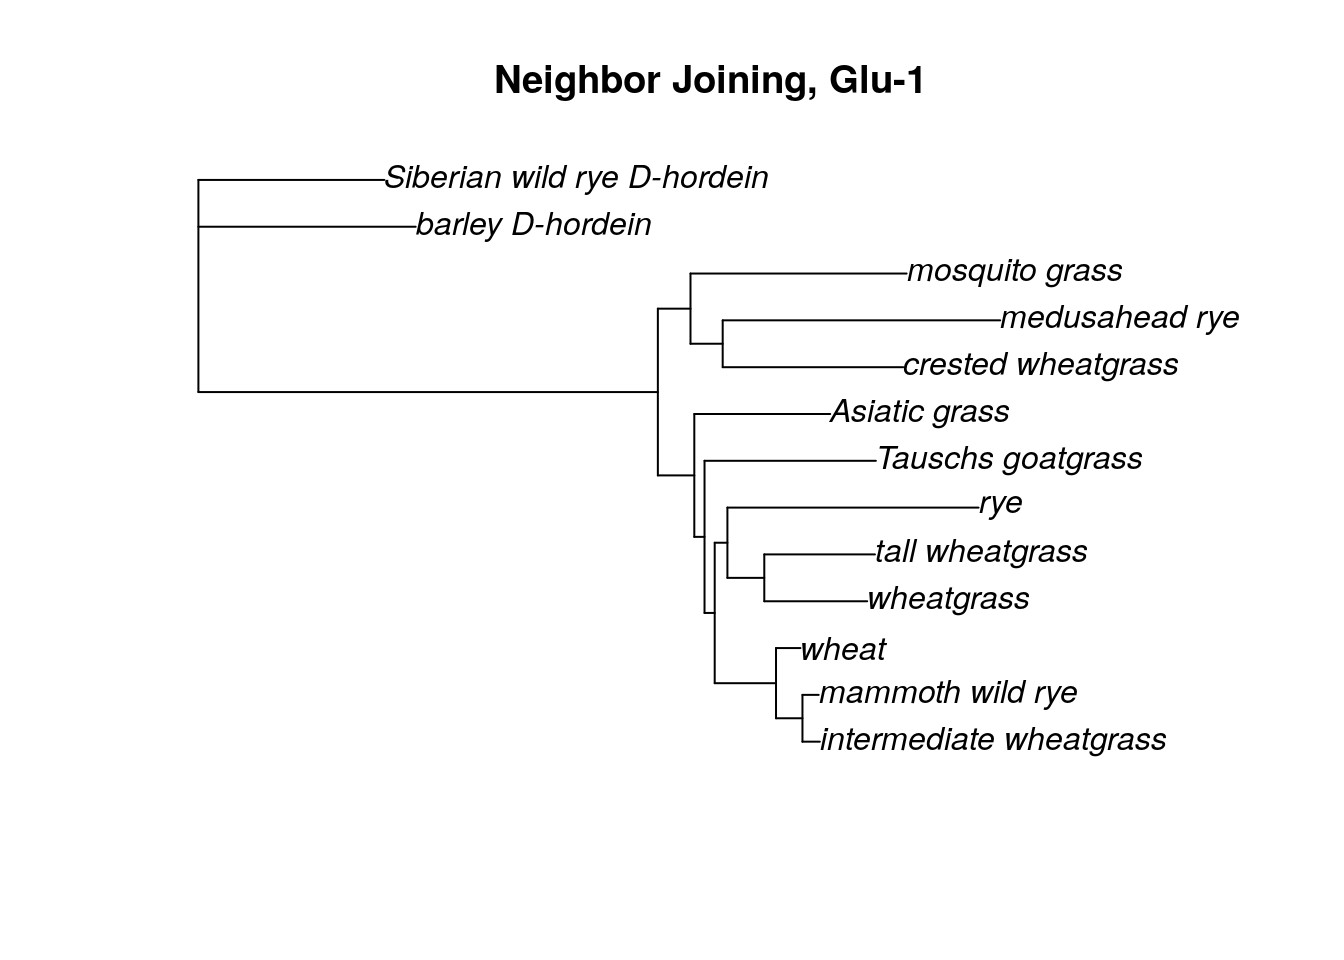 Neighbor Joining, Glu-1
Siberian wild rye D-hordein
barley D-hordein
mosquito grass
medusahead rye
crested wheatgrass
Asiatic grass
Tauschs goatgrass
rye
tall wheatgrass
wheatgrass
wheat
mammoth wild rye
intermediate wheatgrass